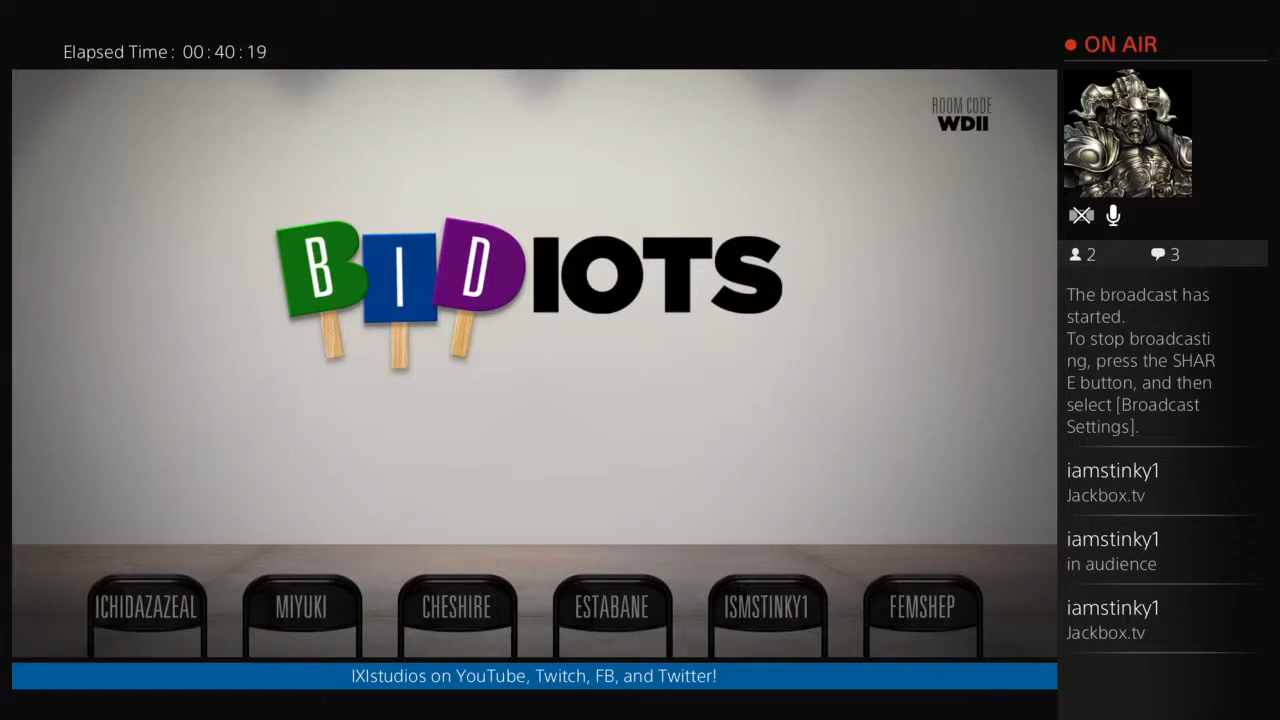 Elapsed Time: 00:40:19
ON AIR
ROOM CODE
WDII
BIDIOTS
2
3
The broadcast has
started.
To stop broadcasti
ng, press the SHAR
E button, and then
select [Broadcast
Settings].
iamstinky1
Jackbox.tv
iamstinky1
in audience
iamstinky1
Jackbox.tv
ICHIDAZAZEAL
MIYUKI
CHESHIRE
ESTABANE
ISMSTINKY1
FEMSHEP
IXIstudios on YouTube, Twitch, FB, and Twitter!